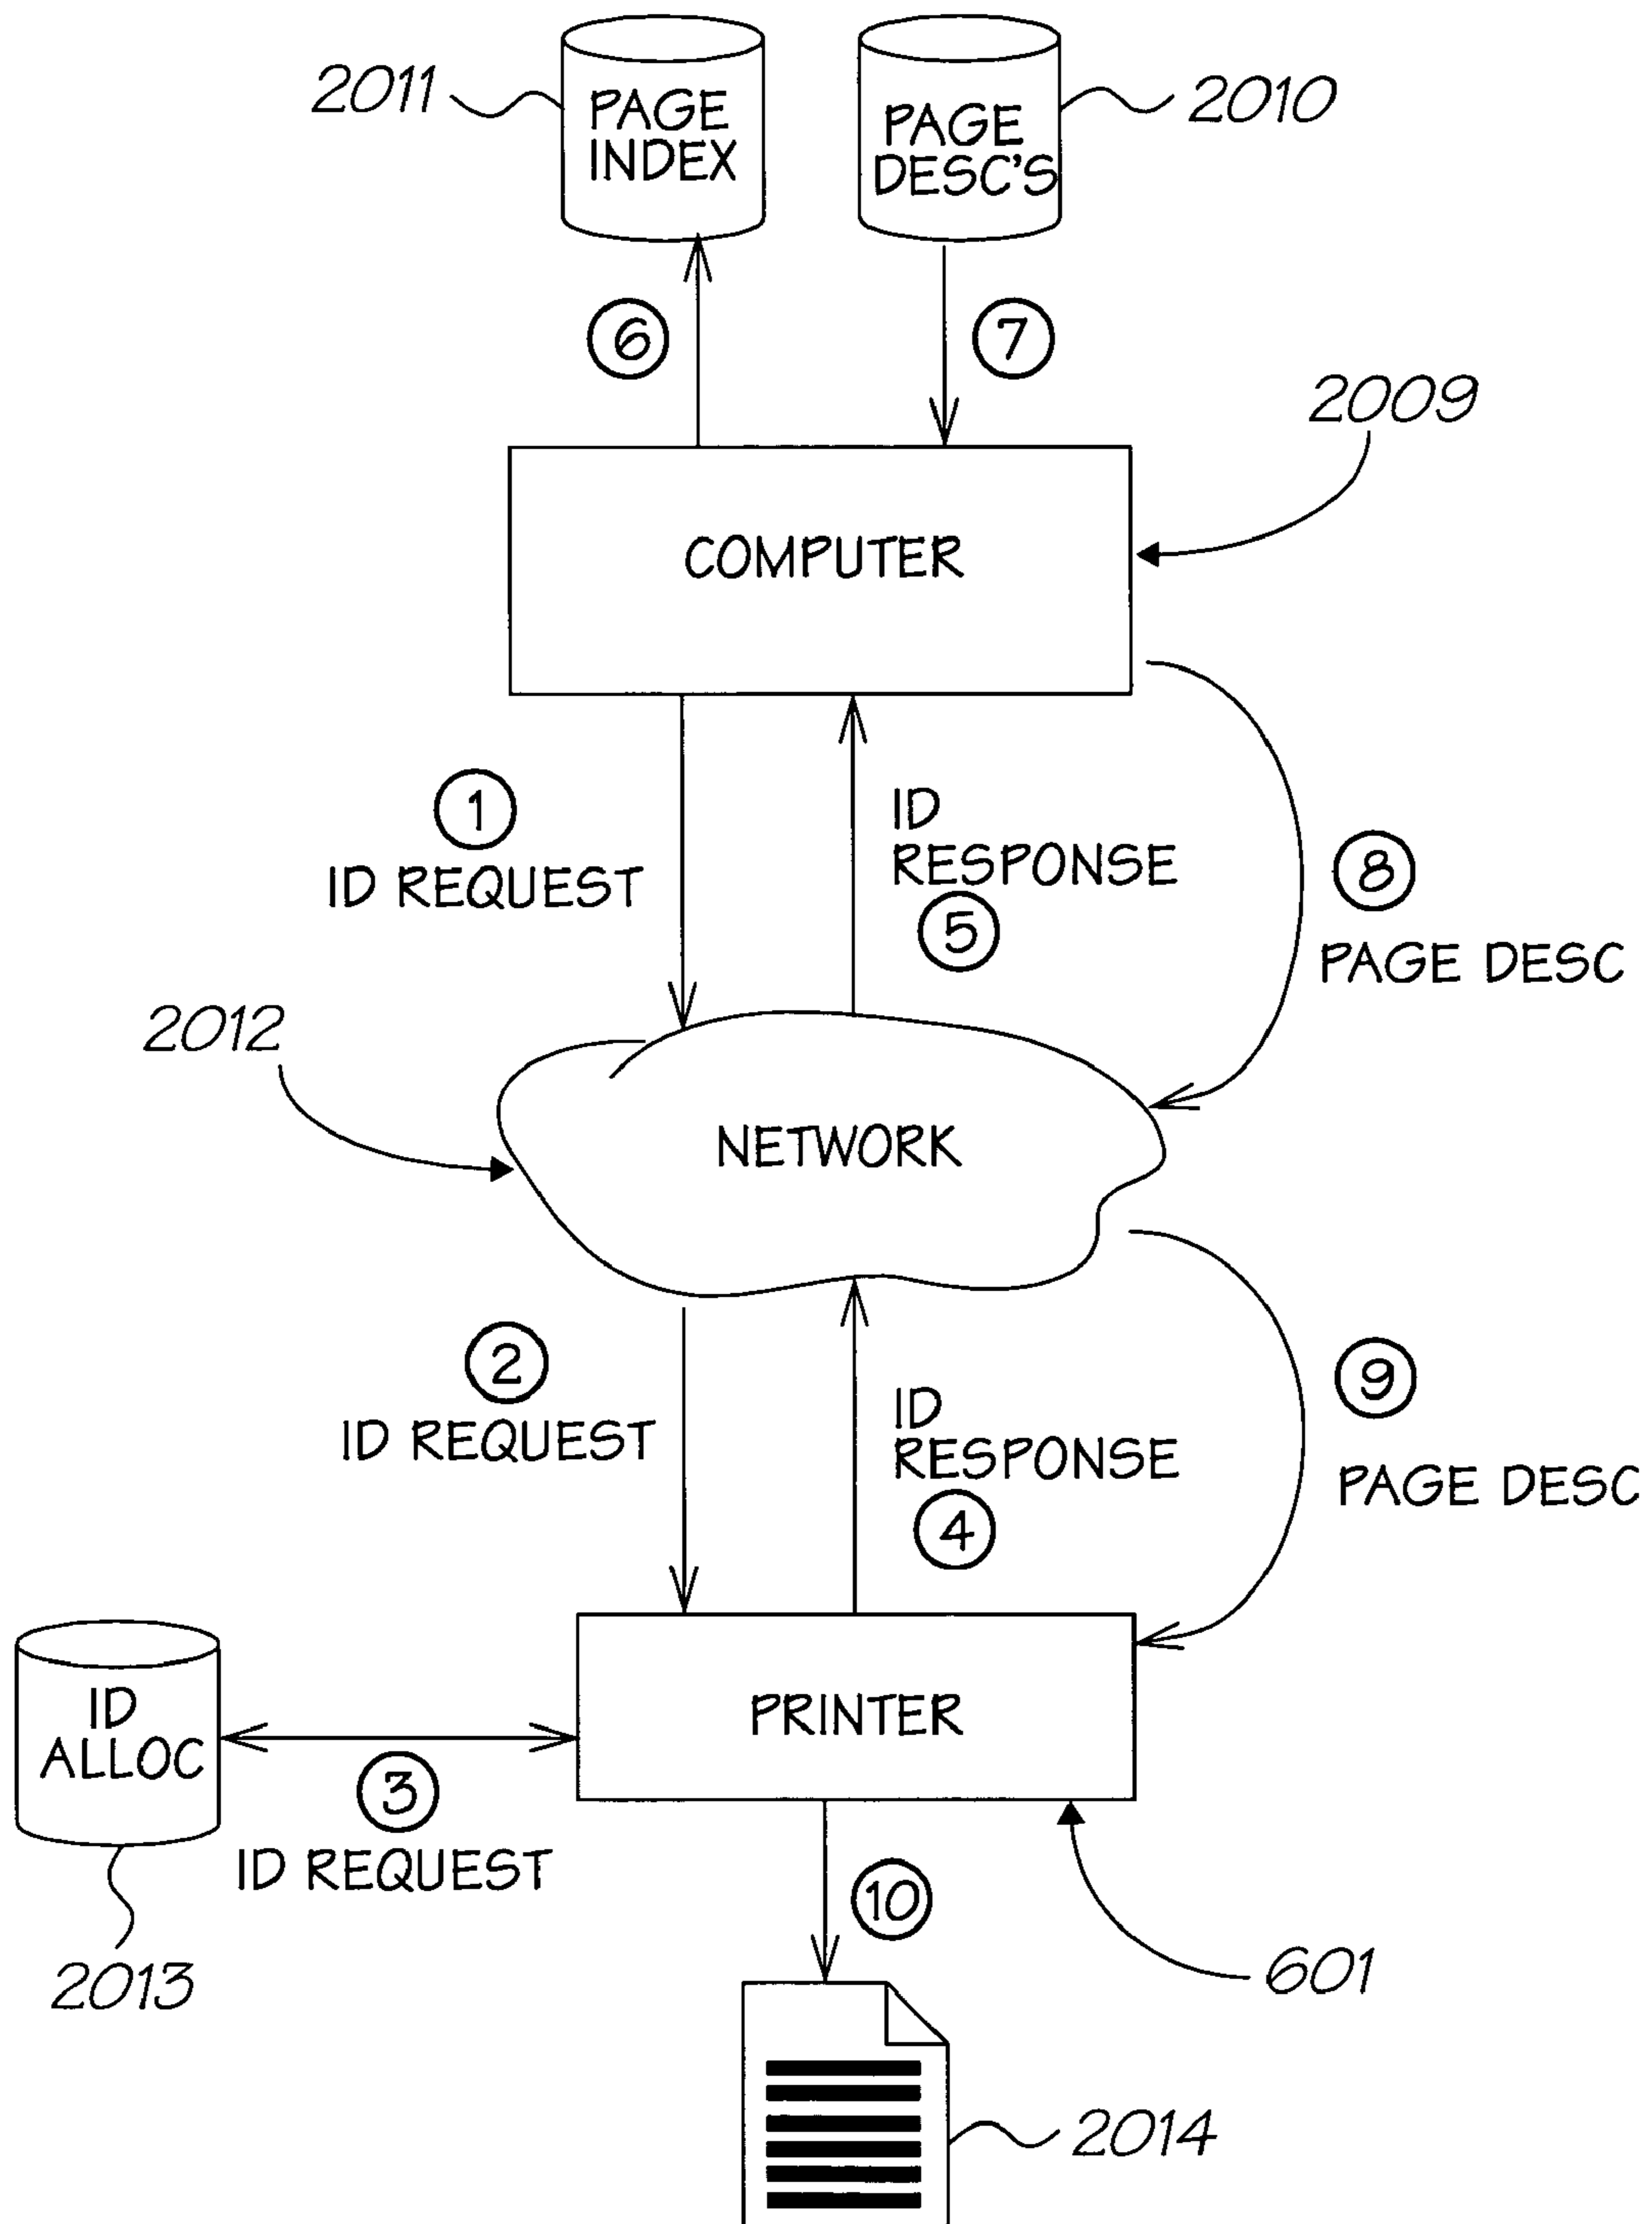 2011
PAGE
INDEX
PAGE
DESC'S
2010
6
7
2009
COMPUTER
1
ID REQUEST
ID
RESPONSE
5
8
PAGE DESC
2012
NETWORK
2
ID REQUEST
ID
RESPONSE
4
9
PAGE DESC
ID
ALLOC
PRINTER
3
ID REQUEST
10
2013
601
2014